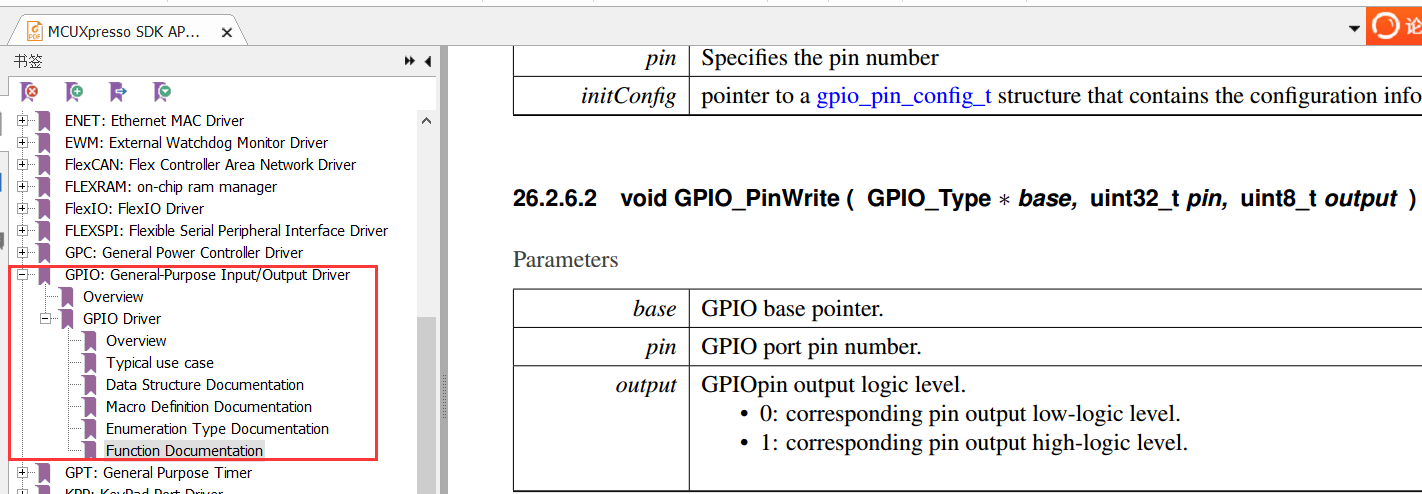 MCUXpresso SDK AP...
论
书签
ENET: Ethernet MAC Driver
EWM: External Watchdog Monitor Driver
FlexCAN: Flex Controller Area Network Driver
FLEXRAM: on-chip ram manager
FlexIO: FlexIO Driver
FLEXSPI: Flexible Serial Peripheral Interface Driver
GPC: General Power Controller Driver
GPIO: General-Purpose Input/Output Driver
Overview
GPIO Driver
Overview
Typical use case
Data Structure Documentation
Macro Definition Documentation
Enumeration Type Documentation
Function Documentation
GPT: General Purpose Timer
KPP: KeyPad Port Driver
pin Specifies the pin number
initConfig pointer to a gpio_pin_config_t structure that contains the configuration info
26.2.6.2 void GPIO_PinWrite ( GPIO_Type * base, uint32_t pin, uint8_t output )
Parameters
base GPIO base pointer.
pin GPIO port pin number.
output GPIOpin output logic level.
• 0: corresponding pin output low-logic level.
• 1: corresponding pin output high-logic level.